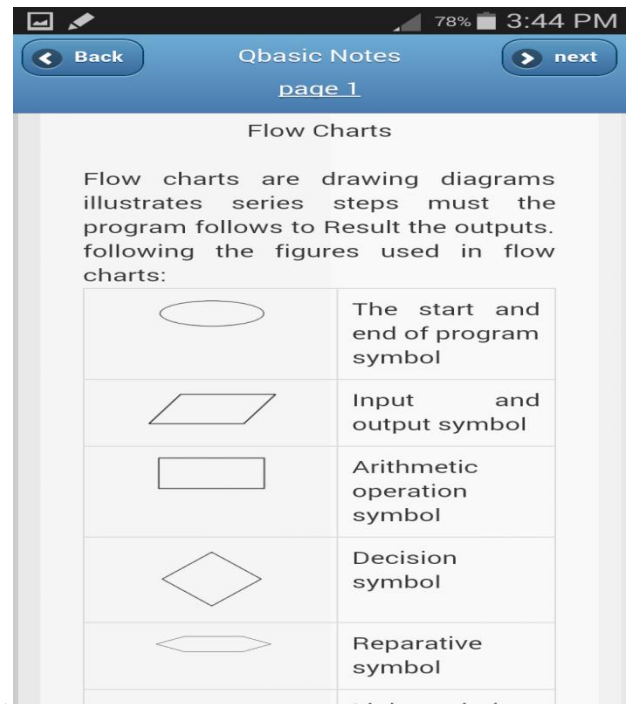 78% 3:44 PM
Back
Qbasic Notes
next
page 1
Flow Charts
Flow charts are drawing diagrams
illustrates series steps must the
program follows to Result the outputs.
following the figures used in flow
charts:
The start and
end of program
symbol
Input and
output symbol
Arithmetic
operation
symbol
Decision
symbol
Reparative
symbol